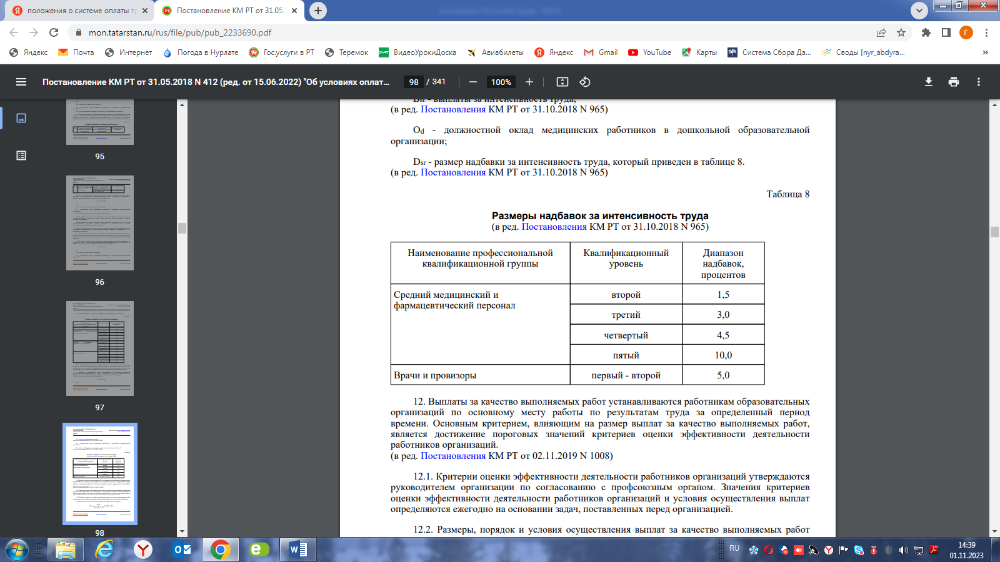 положения о системе оплаты тр
Постановление КМ РТ от 31.05.
mon.tatarstan.ru/rus/file/pub/pub_2233690.pdf
Г
Яндекс
Почта
Интернет
Погода в Нурлате
Гос.услуги в РТ
Теремок
ВидеоУрокиДоска
Авиабилеты
Яндекс
Gmail
YouTube
Карты
Система Сбора Да...
Своды [nyr_abdyra...
»
Постановление КМ РТ от 31.05.2018 N 412 (ред. от 15.06.2022) "Об условиях оплат...
98 / 341
100%
95
96
97
98
Dsr - выплаты за интенсивность труда;
(в ред. Постановления КМ РТ от 31.10.2018 N 965)
Od - должностной оклад медицинских работников в дошкольной образовательной
организации;
Dsr - размер надбавки за интенсивность труда, который приведен в таблице 8.
(в ред. Постановления КМ РТ от 31.10.2018 N 965)
Таблица 8
Размеры надбавок за интенсивность труда
(в ред. Постановления КМ РТ от 31.10.2018 N 965)
Наименование профессиональной
квалификационной группы
Квалификационный
уровень
Диапазон
надбавок,
процентов
Средний медицинский и
фармацевтический персонал
второй
1,5
третий
3,0
четвертый
4,5
пятый
10,0
Врачи и провизоры
первый - второй
5,0
12. Выплаты за качество выполняемых работ устанавливаются работникам образовательных
организаций по основному месту работы по результатам труда за определенный период
времени. Основным критерием, влияющим на размер выплат за качество выполняемых работ,
является достижение пороговых значений критериев оценки эффективности деятельности
работников организаций.
(в ред. Постановления КМ РТ от 02.11.2019 N 1008)
12.1. Критерии оценки эффективности деятельности работников организаций утверждаются
руководителем организации по согласованию с профсоюзным органом. Значения критериев
оценки эффективности деятельности работников организаций и условия осуществления выплат
определяются ежегодно на основании задач, поставленных перед организацией.
12.2. Размеры, порядок и условия осуществления выплат за качество выполняемых работ
RU
14:39
01.11.2023